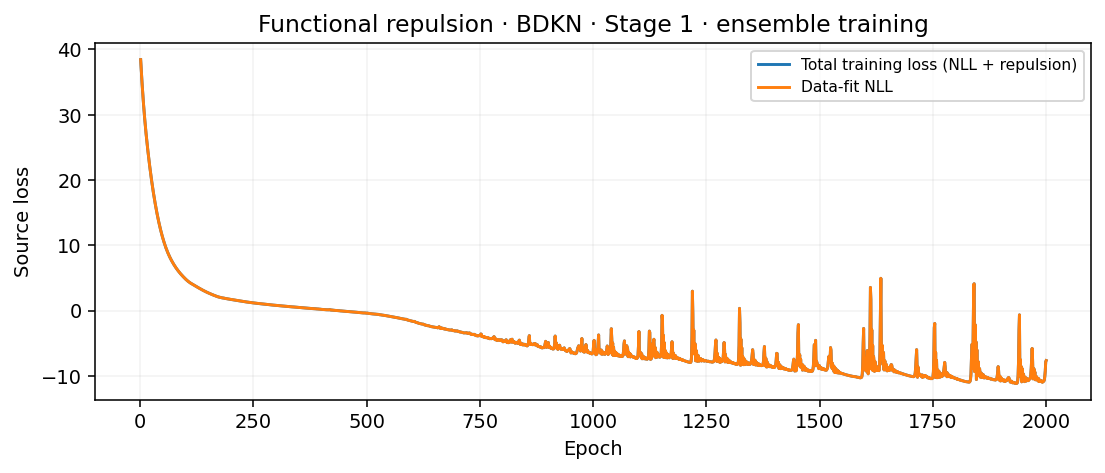 Functional repulsion · BDKN · Stage 1 · ensemble training
Total training loss (NLL + repulsion)
Data-fit NLL
Source loss
40
30
20
10
0
−10
0 250 500 750 1000 1250 1500 1750 2000
Epoch